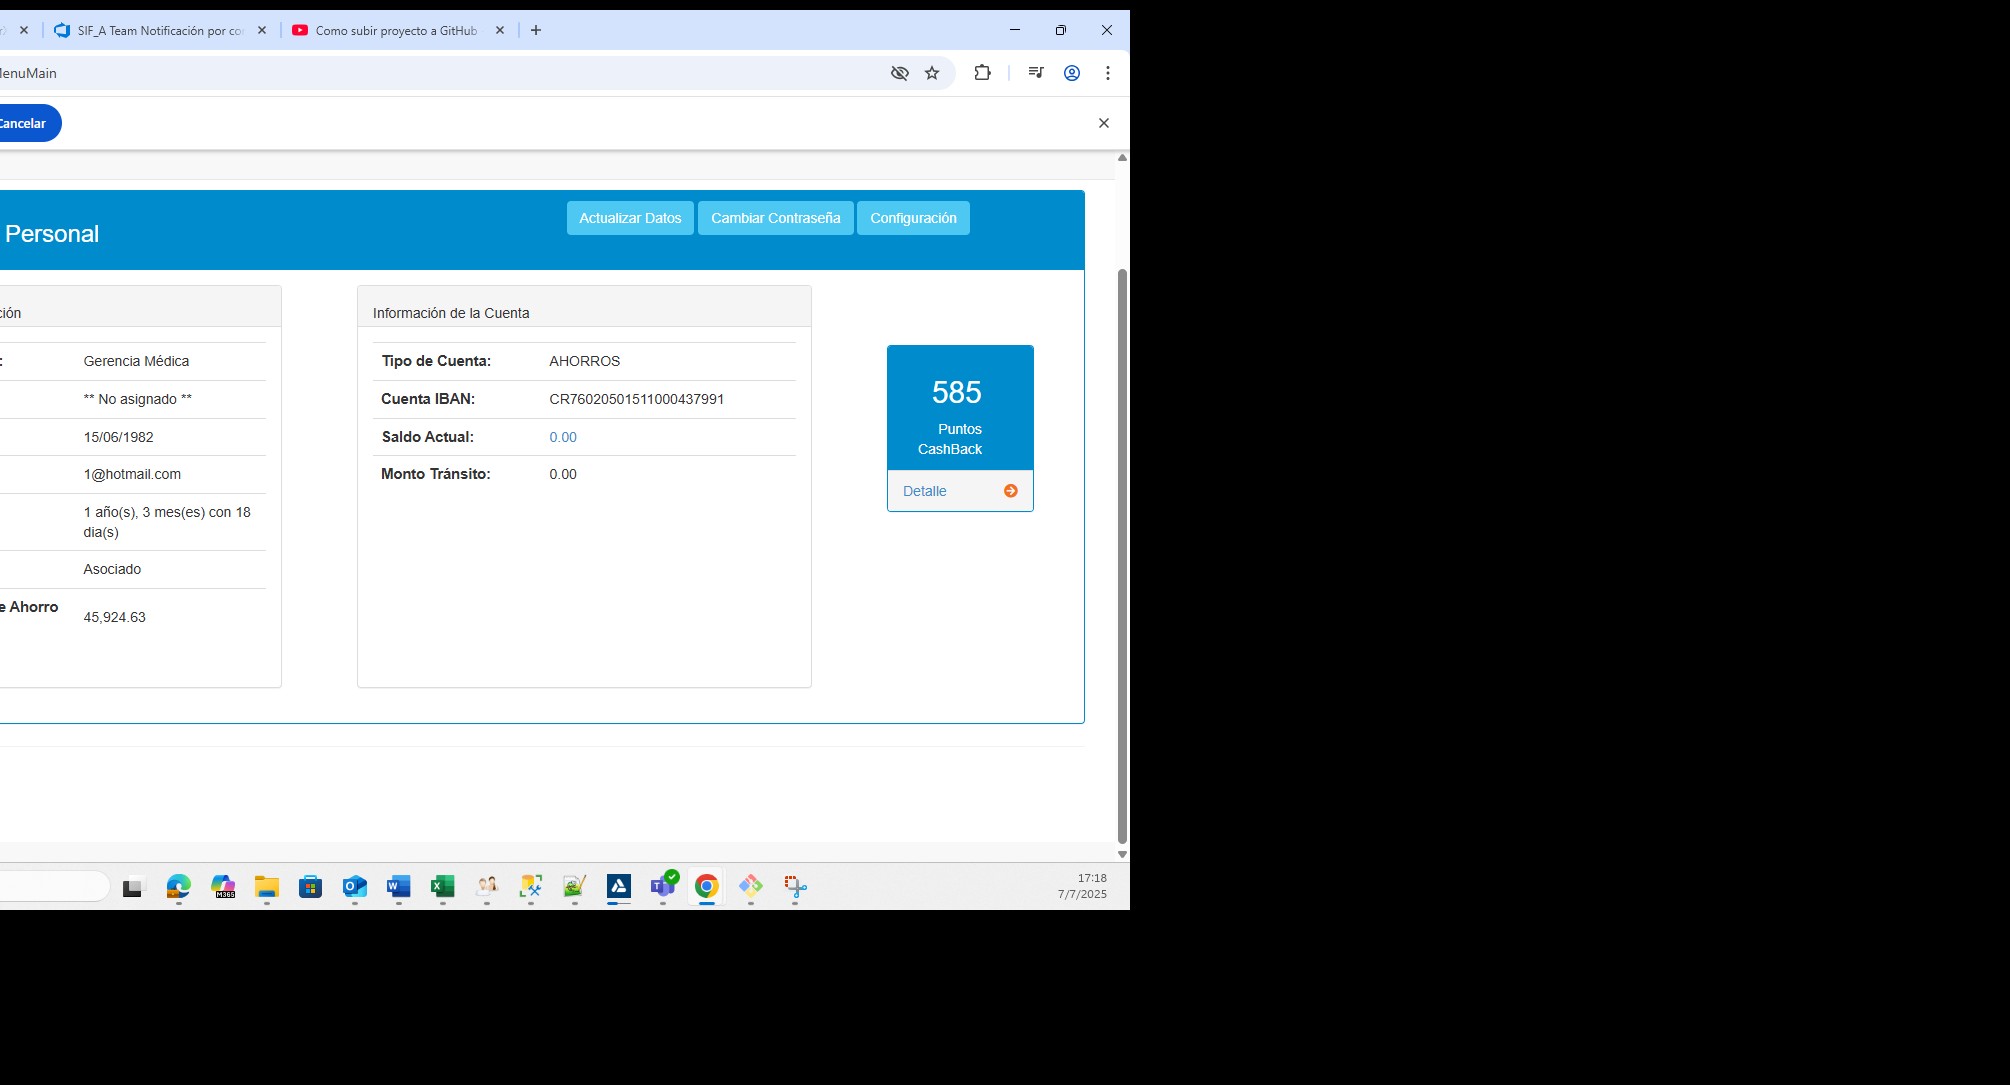 SIF_A Team Notificación por co
Como subir proyecto a GitHub
lenuMain
Cancelar
Personal
Actualizar Datos
Cambiar Contraseña
Configuración
ción
:
Gerencia Médica
** No asignado **
15/06/1982
1@hotmail.com
1 año(s), 3 mes(es) con 18
dia(s)
Asociado
e Ahorro
45,924.63
Información de la Cuenta
Tipo de Cuenta: AHORROS
Cuenta IBAN: CR76020501511000437991
Saldo Actual: 0.00
Monto Tránsito: 0.00
585
Puntos
CashBack
Detalle
M365
17:18
7/7/2025